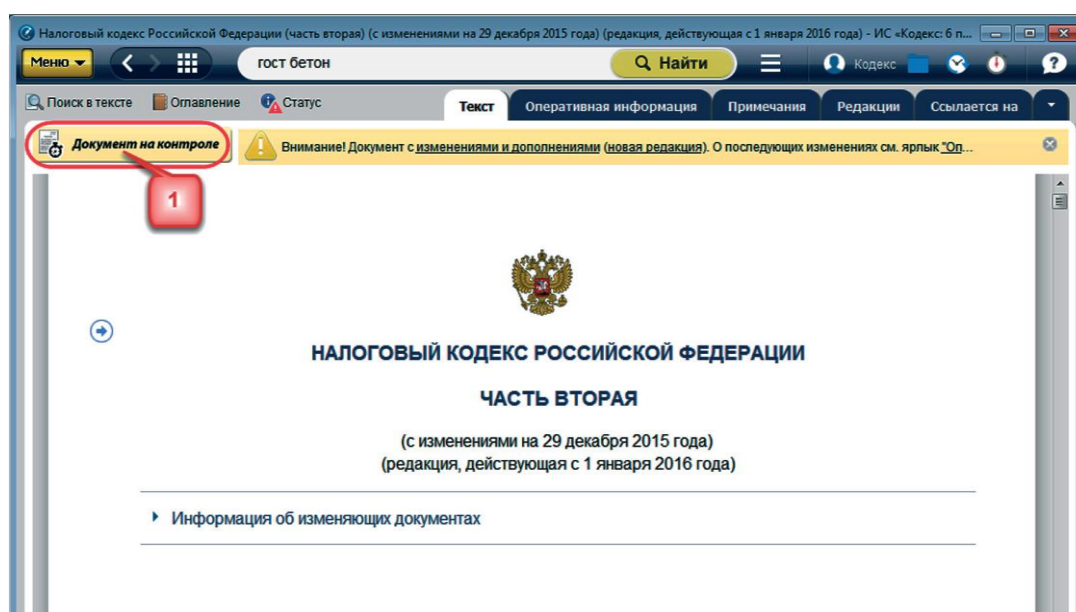 Налоговый кодекс Российской Федерации (часть вторая) (с изменениями на 29 декабря 2015 года) (редакция, действующая с 1 января 2016 года) - ИС «Кодекс: 6 п...
Меню гост бетон Найти Кодекс ?
Поиск в тексте Оглавление Статус Текст Оперативная информация Примечания Редакции Ссылается на
Документ на контроле Внимание! Документ с изменениями и дополнениями (новая редакция). О последующих изменениях см. ярлык "Оп...
1
НАЛОГОВЫЙ КОДЕКС РОССИЙСКОЙ ФЕДЕРАЦИИ
ЧАСТЬ ВТОРАЯ
(с изменениями на 29 декабря 2015 года)
(редакция, действующая с 1 января 2016 года)
Информация об изменяющих документах